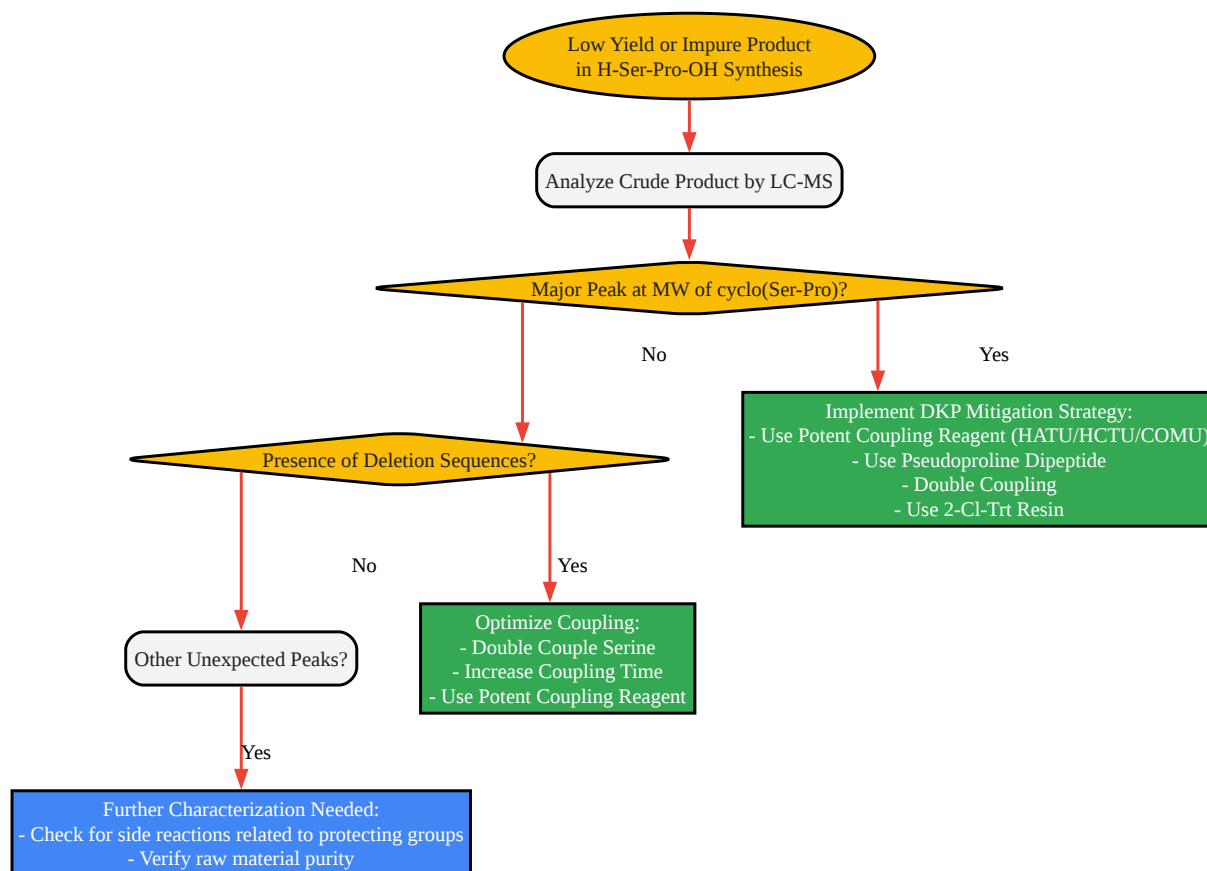 Low Yield or Impure Product
in H-Ser-Pro-OH Synthesis
Analyze Crude Product by LC-MS
Major Peak at MW of cyclo(Ser-Pro)?
No
Yes
Implement DKP Mitigation Strategy:
- Use Potent Coupling Reagent (HATU/HCTU/COMU)
- Use Pseudoproline Dipeptide
- Double Coupling
- Use 2-Cl-Trt Resin
Presence of Deletion Sequences?
No
Yes
Optimize Coupling:
- Double Couple Serine
- Increase Coupling Time
- Use Potent Coupling Reagent
Other Unexpected Peaks?
Yes
Further Characterization Needed:
- Check for side reactions related to protecting groups
- Verify raw material purity